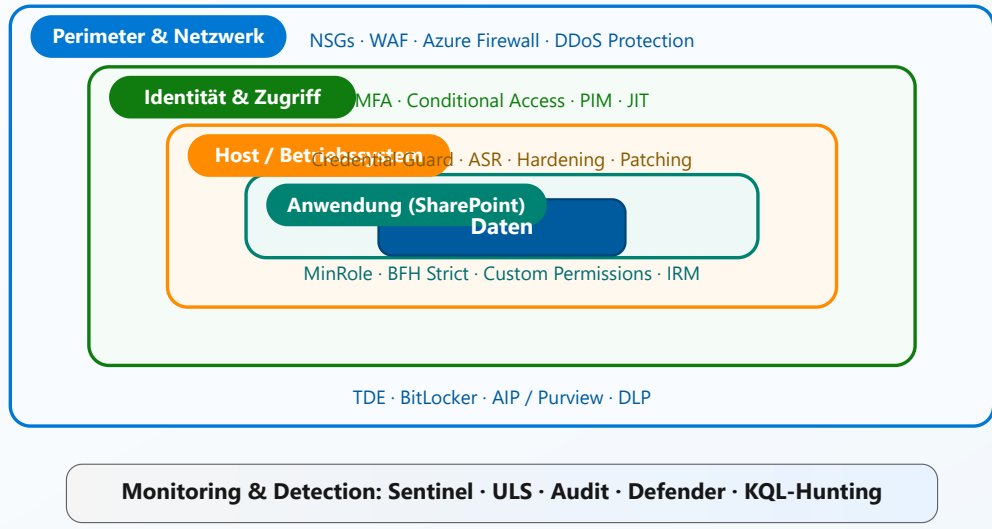 Perimeter & Netzwerk
NSGs · WAF · Azure Firewall · DDoS Protection
Identität & Zugriff
MFA · Conditional Access · PIM · JIT
Host / Betriebssystem
Credential Guard · ASR · Hardening · Patching
Anwendung (SharePoint)
Daten
MinRole · BFH Strict · Custom Permissions · IRM
TDE · BitLocker · AIP / Purview · DLP
Monitoring & Detection: Sentinel · ULS · Audit · Defender · KQL-Hunting